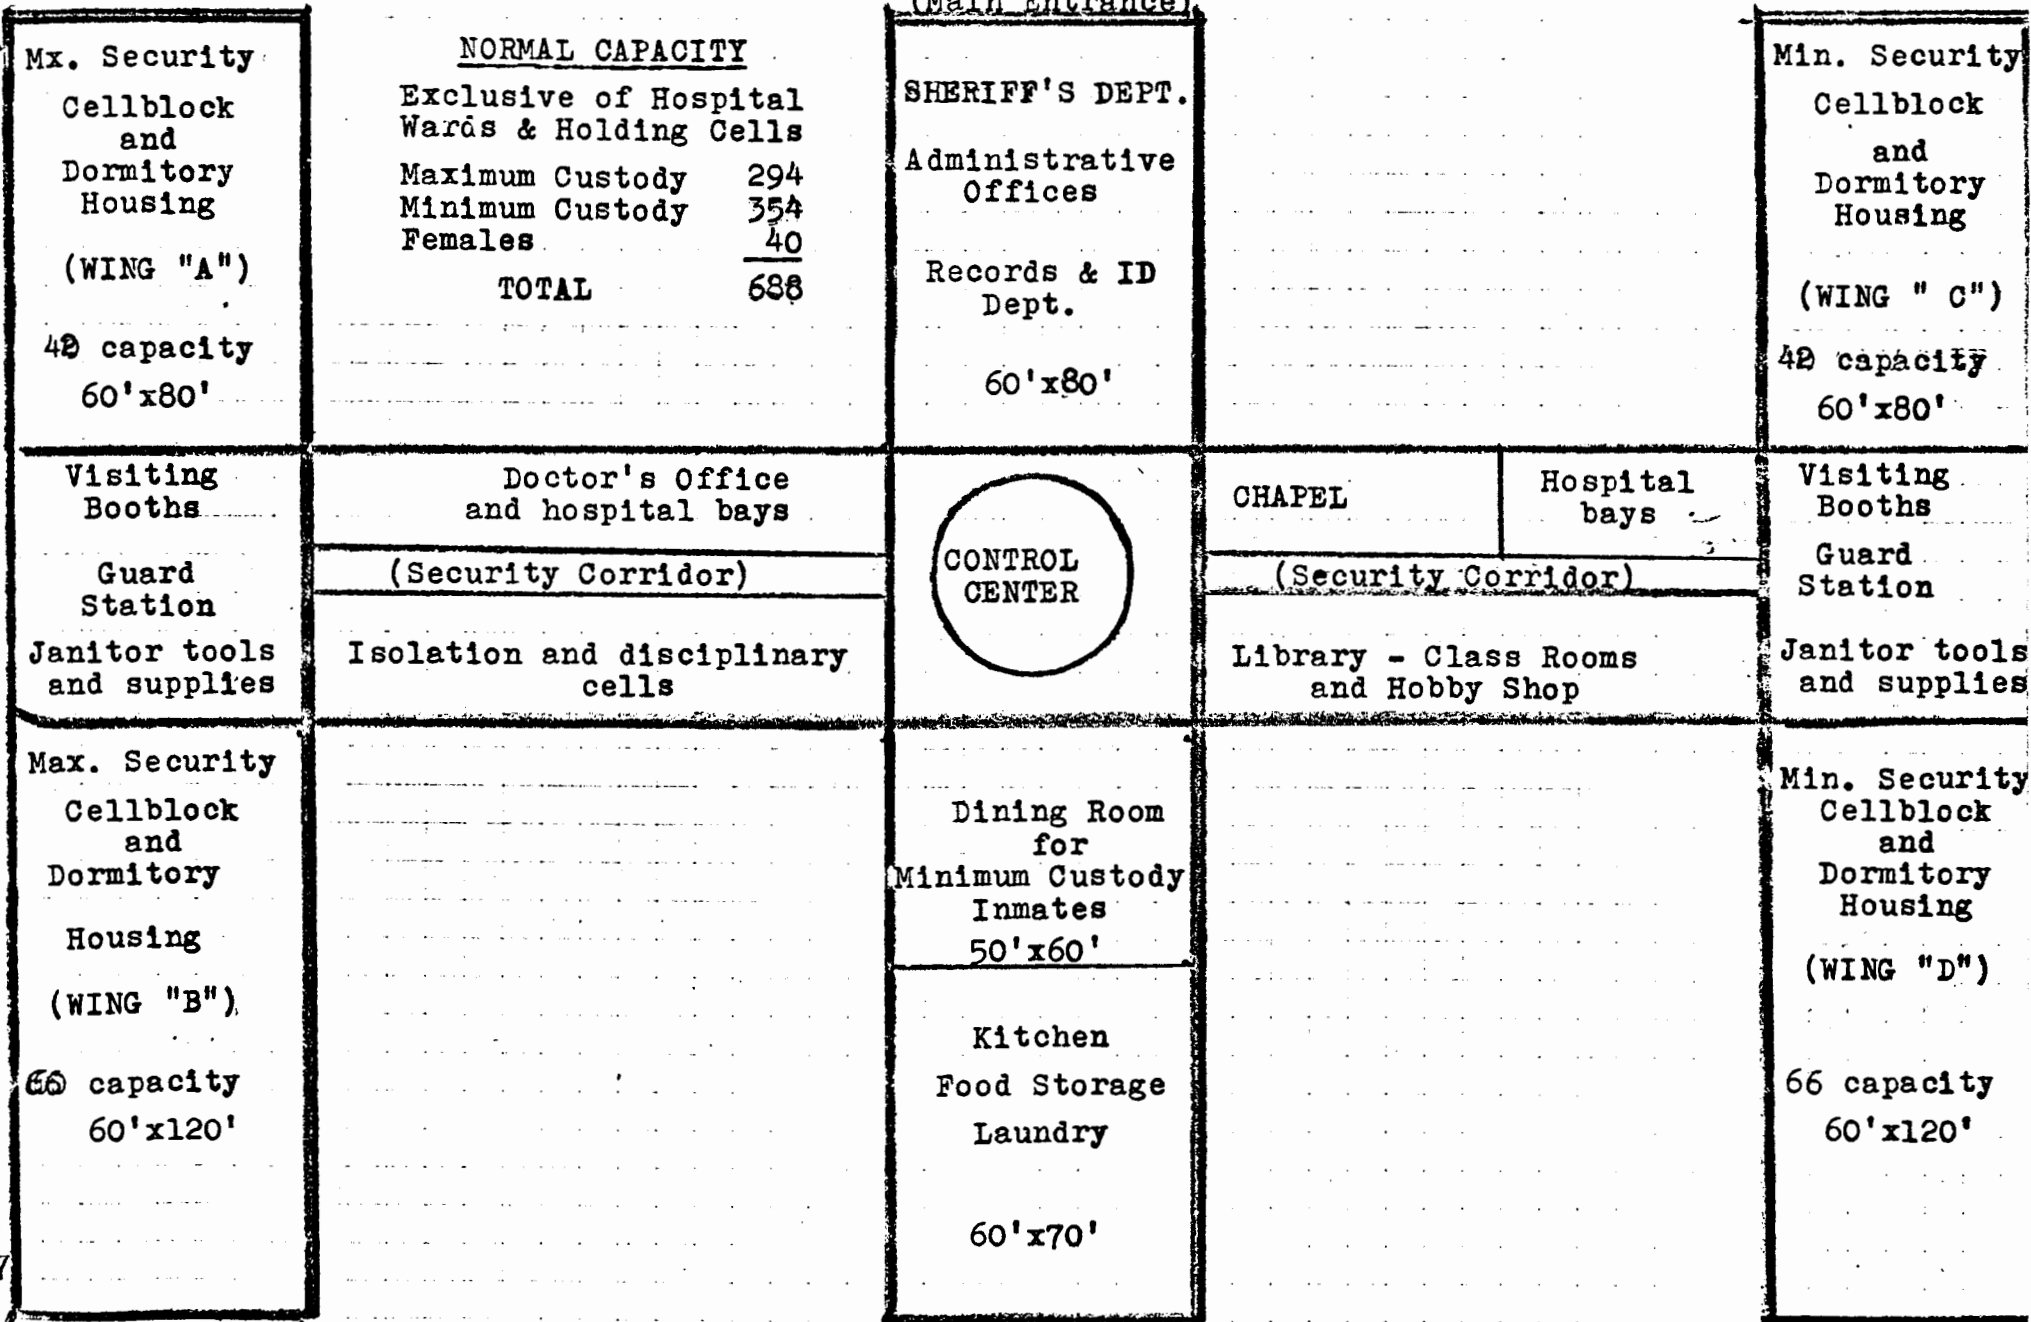 (Main Entrance)
Mx. Security
Cellblock
and
Dormitory
Housing
(WING "A")
capacity
60'x80'
NORMAL CAPACITY
Exclusive of Hospital
Wards & Holding Cells
Maximum Custody 294
Minimum Custody 354
Females 40
TOTAL 688
SHERIFF'S DEPT.
Administrative
Offices
Records & ID
Dept.
60'x80'
Min. Security
Cellblock
and
Dormitory
Housing
(WING " C")
capacity
60'x80'
Visiting
Booths
Guard
Station
Janitor tools
and supplies
Doctor's Office
and hospital bays
(Security Corridor)
Isolation and disciplinary
cells
CONTROL
CENTER
CHAPEL
Hospital
bays
(Security Corridor)
Library - Class Rooms
and Hobby Shop
Visiting
Booths
Guard
Station
Janitor tools
and supplies
Max. Security
Cellblock
and
Dormitory
Housing
(WING "B")
capacity
60'x120'
Dining Room
for
Minimum Custody
Inmates
50'x60'
Kitchen
Food Storage
Laundry
60'x70'
Min. Security
Cellblock
and
Dormitory
Housing
(WING "D")
66 capacity
60'x120'
7